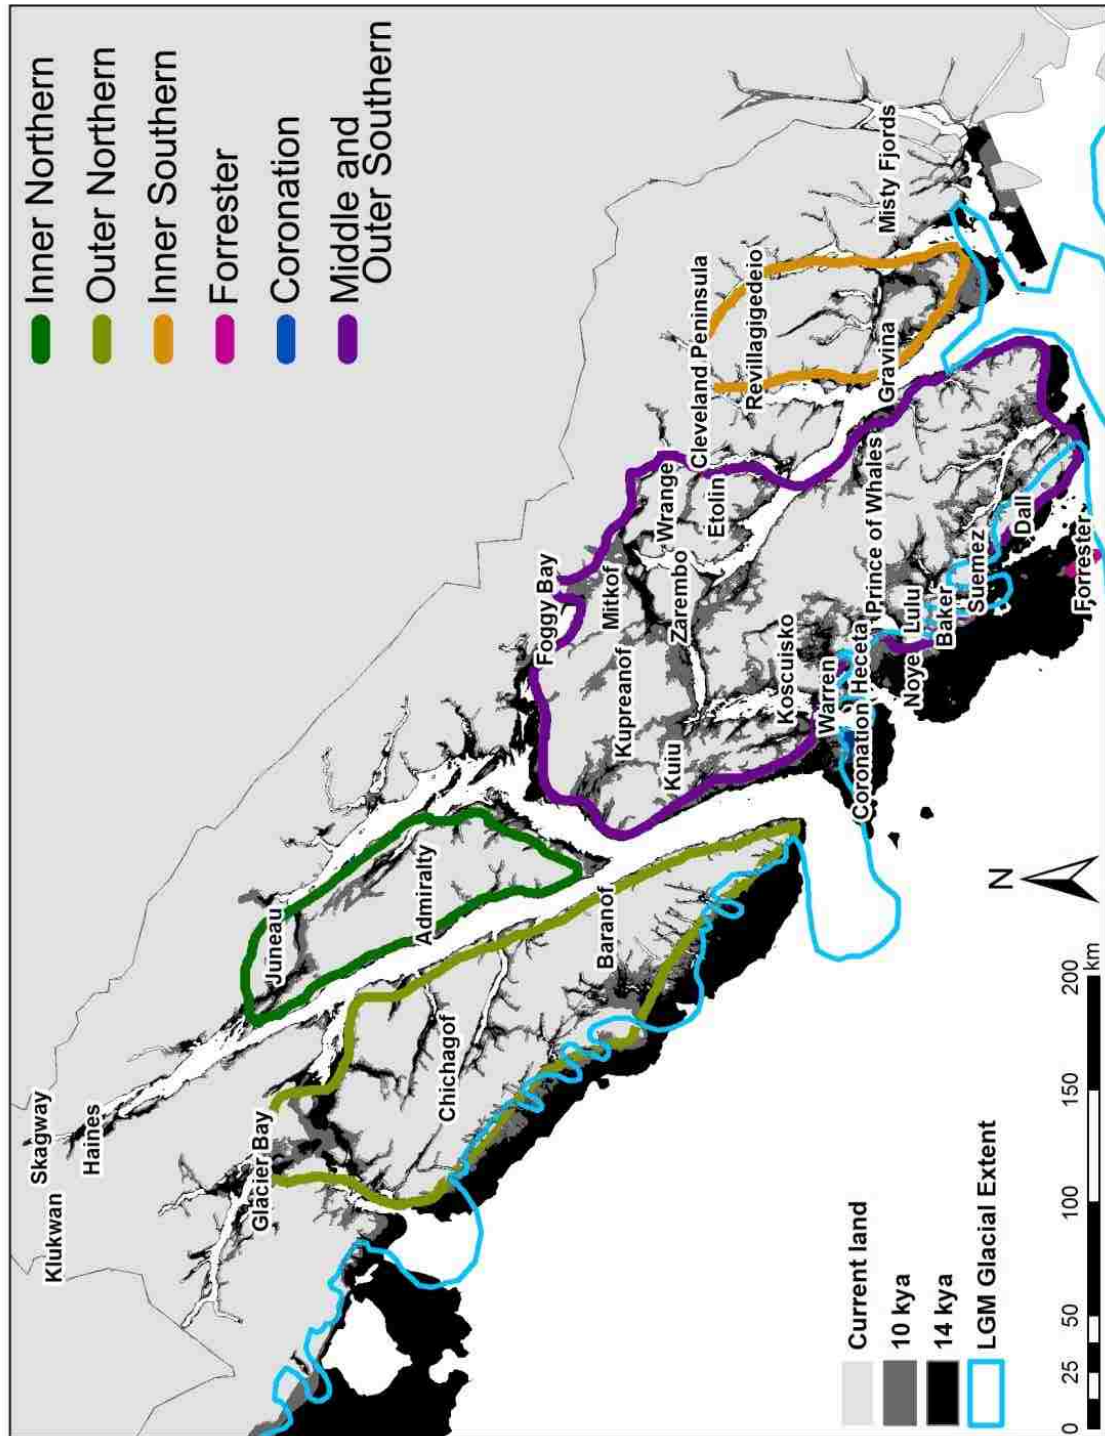 Inner Northern
Outer Northern
Inner Southern
Forrester
Coronation
Middle and
Outer Southern
Skagway
Klukwan
Haines
Glacier Bay
Juneau
Admiralty
Chichagof
Baranof
Foggy Bay
Kupreanof
Mitkof
Kuiu
Zarembo
Wrange
Etolin
Cleveland Peninsula
Revillagigedeio
Misty Fjords
Gravina
Koscuisko
Warren
Coronation
Heceta
Prince of Whales
Noye
Lulu
Baker
Suemez
Dall
Forrester
Current land
10 kya
14 kya
LGM Glacial Extent
N
0 25 50 100 150 200
km